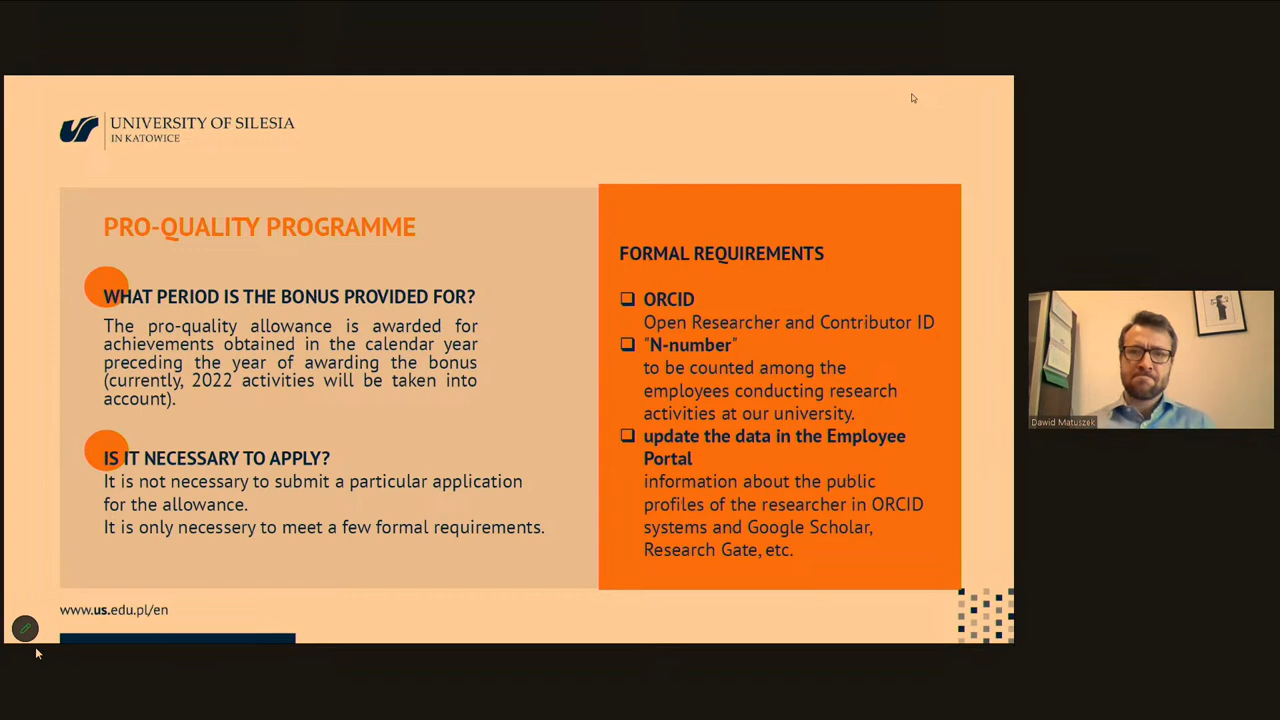 UNIVERSITY OF SILESIA
IN KATOWICE
PRO-QUALITY PROGRAMME
WHAT PERIOD IS THE BONUS PROVIDED FOR?
The pro-quality allowance is awarded for
achievements obtained in the calendar year
preceding the year of awarding the bonus
(currently, 2022 activities will be taken into
account).
IS IT NECESSARY TO APPLY?
It is not necessary to submit a particular application
for the allowance.
It is only necessary to meet a few formal requirements.
FORMAL REQUIREMENTS
ORCID
Open Researcher and Contributor ID
"N-number"
to be counted among the
employees conducting research
activities at our university.
update the data in the Employee
Portal
information about the public
profiles of the researcher in ORCID
systems and Google Scholar,
Research Gate, etc.
www.us.edu.pl/en
Dawid Matuszek